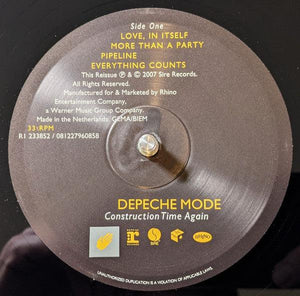 Side One
LOVE, IN ITSELF
MORE THAN A PARTY
PIPELINE
EVERYTHING COUNTS
This Reissue ℗ & © 2007 Sire Records.
All Rights Reserved.
Manufactured for & Marketed by Rhino
Entertainment Company,
a Warner Music Group Company.
Made in the Netherlands. GEMA/BIEM
33⅓RPM
R1 233852 / 081227960858
DEPECHE MODE
Construction Time Again
RHINO
UNAUTHORIZED DUPLICATION IS A VIOLATION OF APPLICABLE LAWS.